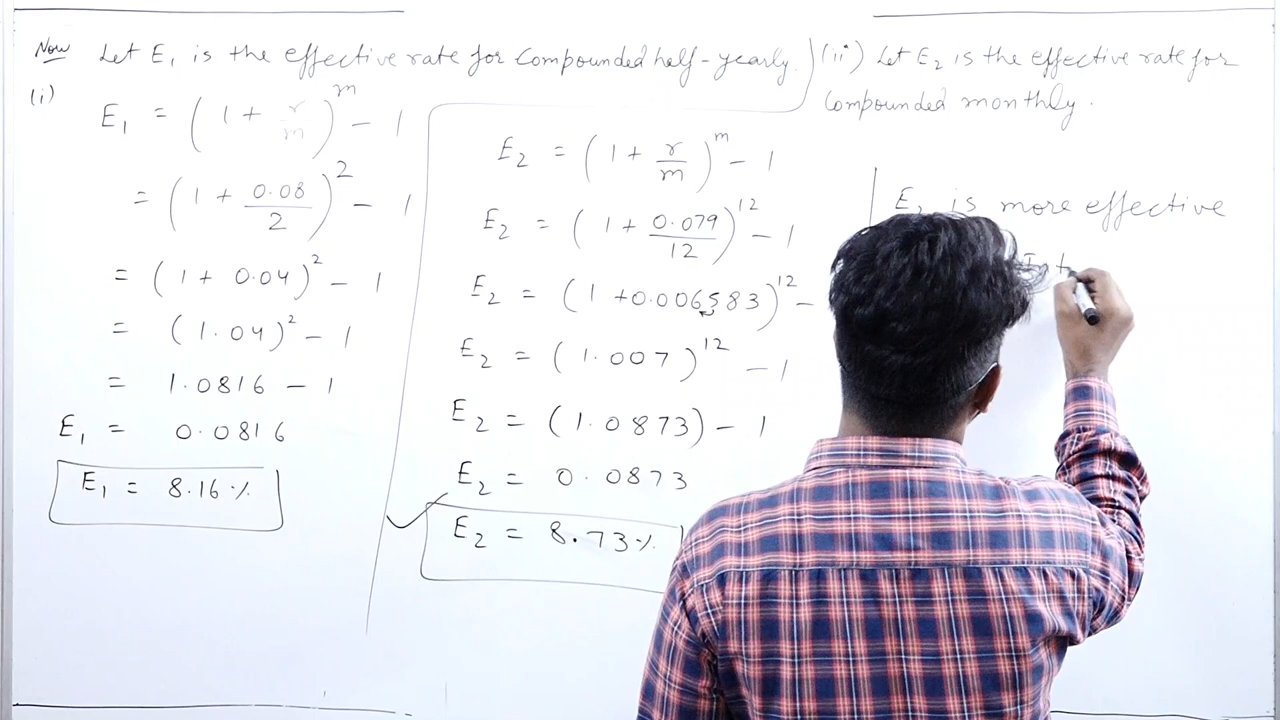 Now Let E₁ is the effective rate for compounded half-yearly.
(i)
E₁ = (1 + r/m)^m - 1
= (1 + 0.08/2)^2 - 1
= (1 + 0.04)^2 - 1
= (1.04)^2 - 1
= 1.0816 - 1
E₁ = 0.0816
E₁ = 8.16%
(ii) Let E₂ is the effective rate for
compounded monthly.
E₂ = (1 + r/m)^m - 1
E₂ = (1 + 0.079/12)^12 - 1
E₂ = (1 + 0.006583)^12 -
E₂ = (1.007)^12 - 1
E₂ = (1.0873) - 1
E₂ = 0.0873
E₂ = 8.73%
E₂ is more effective